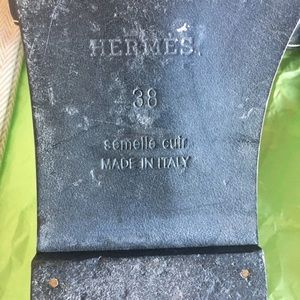 HERMES
38
semelle cuir
MADE IN ITALY